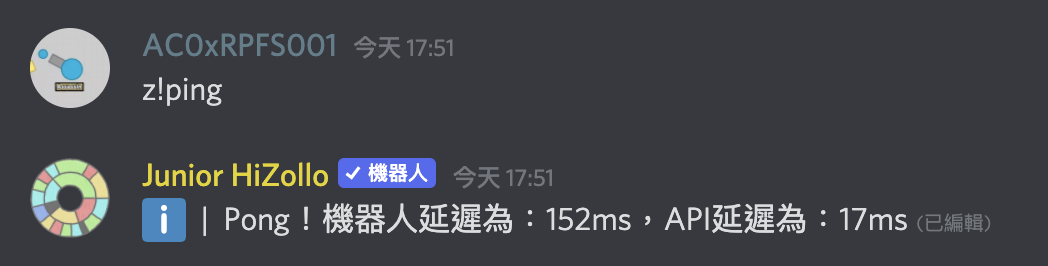 AC0xRPFS001 今天 17:51
z!ping
Junior HiZollo ✓ 機器人 今天 17:51
ℹ️ | Pong！機器人延遲為：152ms，API延遲為：17ms (已編輯)